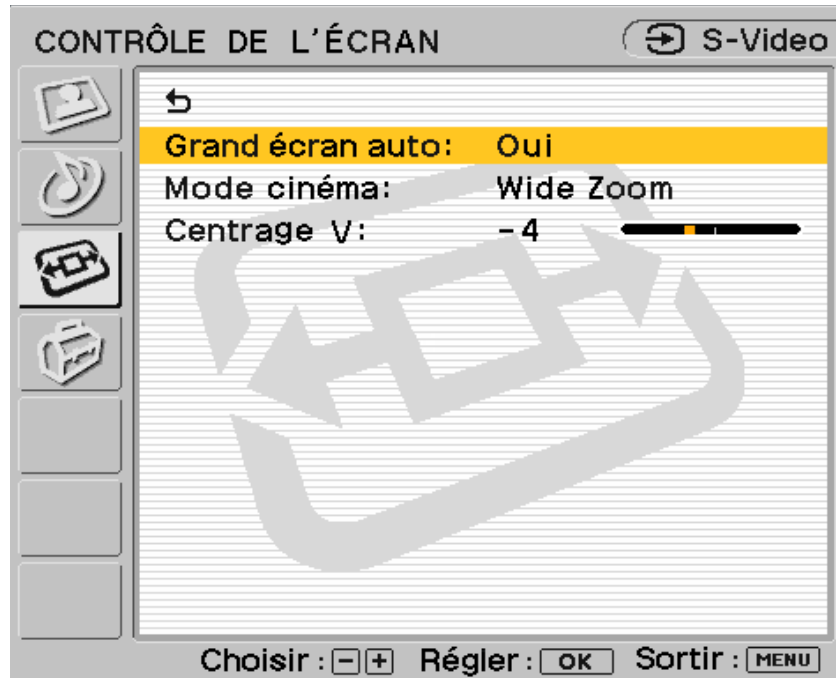 CONTRÔLE DE L'ÉCRAN S-Video
Grand écran auto: Oui
Mode cinéma: Wide Zoom
Centrage V: -4
Choisir : - + Régler : OK Sortir : MENU